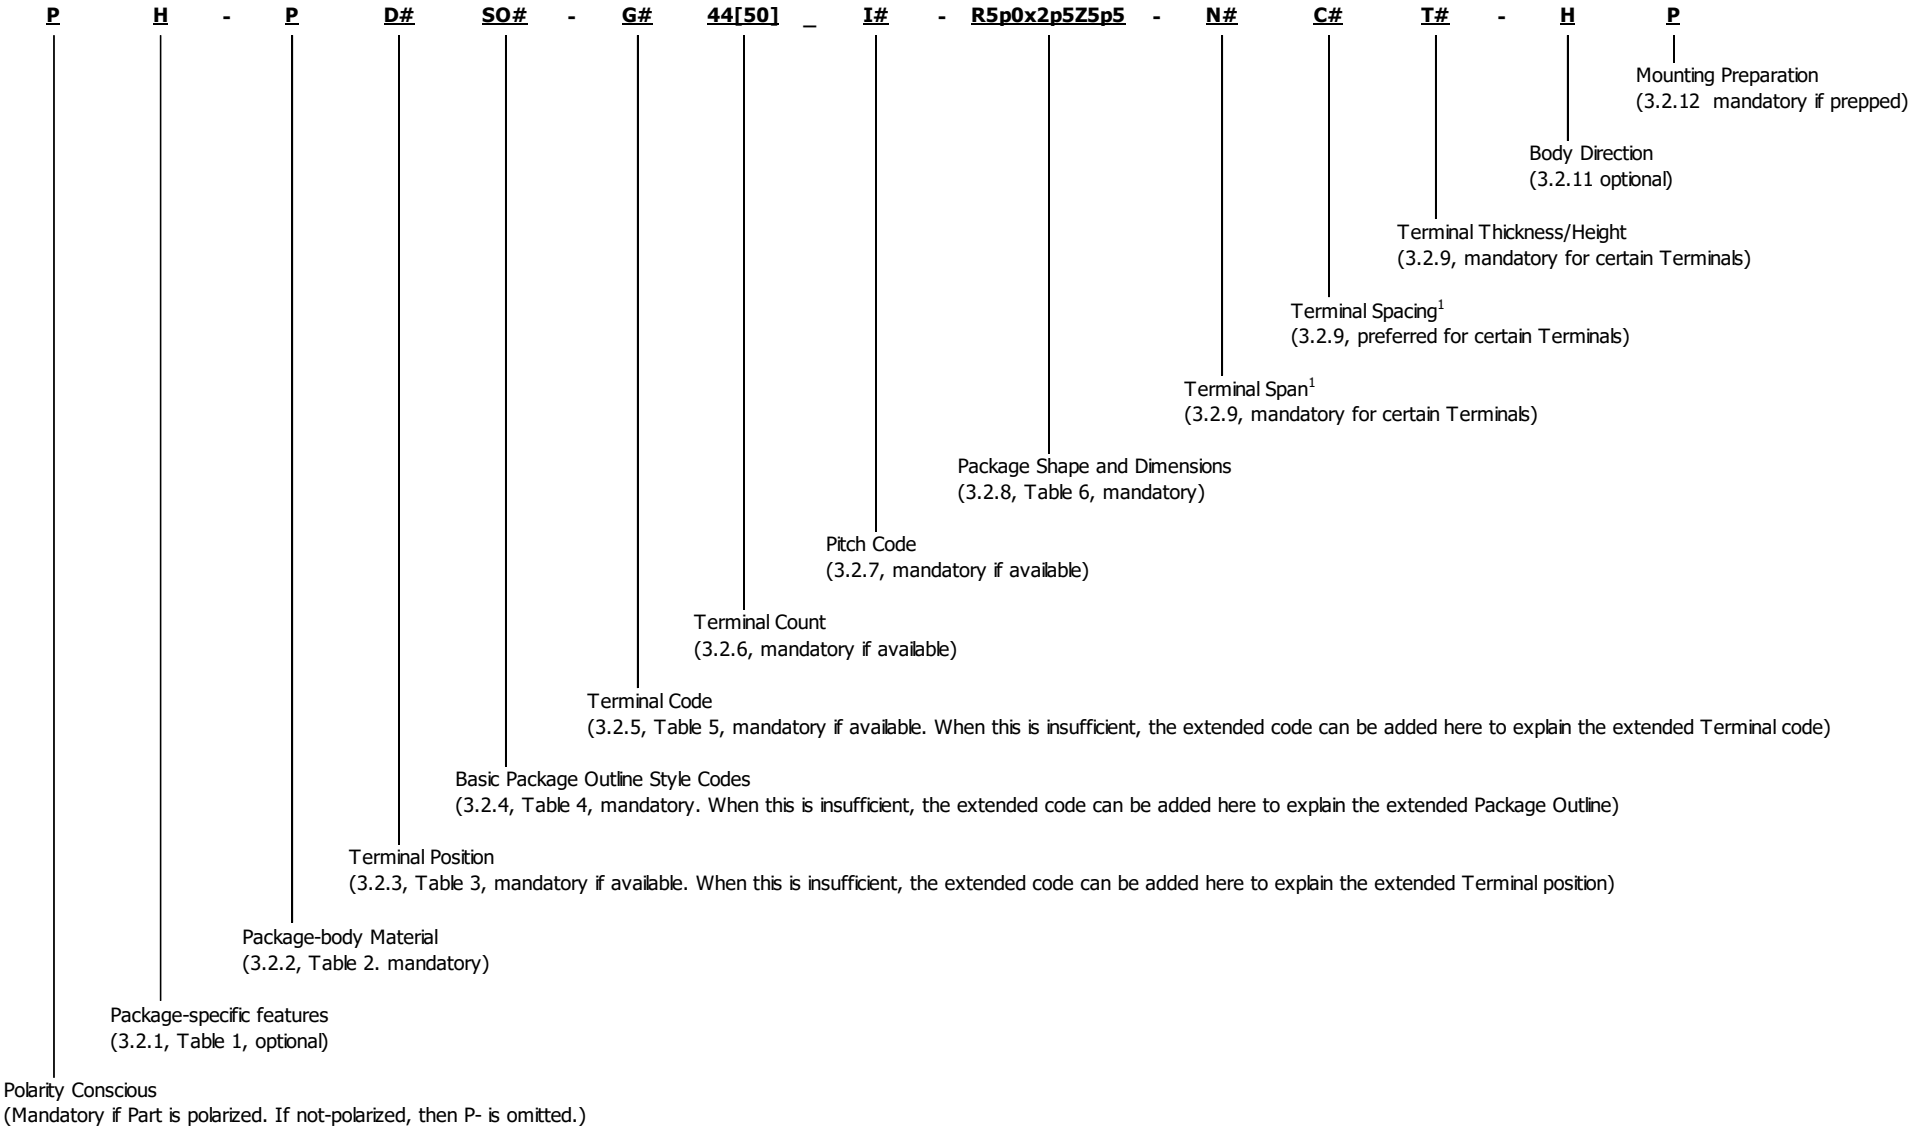 P H - P D# SO# - G# 44[50] _ I# - R5p0x2p5Z5p5 - N# C# T# - H P
Mounting Preparation
(3.2.12 mandatory if prepped)
Body Direction
(3.2.11 optional)
Terminal Thickness/Height
(3.2.9, mandatory for certain Terminals)
Terminal Spacing1
(3.2.9, preferred for certain Terminals)
Terminal Span1
(3.2.9, mandatory for certain Terminals)
Package Shape and Dimensions
(3.2.8, Table 6, mandatory)
Pitch Code
(3.2.7, mandatory if available)
Terminal Count
(3.2.6, mandatory if available)
Terminal Code
(3.2.5, Table 5, mandatory if available. When this is insufficient, the extended code can be added here to explain the extended Terminal code)
Basic Package Outline Style Codes
(3.2.4, Table 4, mandatory. When this is insufficient, the extended code can be added here to explain the extended Package Outline)
Terminal Position
(3.2.3, Table 3, mandatory if available. When this is insufficient, the extended code can be added here to explain the extended Terminal position)
Package-body Material
(3.2.2, Table 2. mandatory)
Package-specific features
(3.2.1, Table 1, optional)
Polarity Conscious
(Mandatory if Part is polarized. If not-polarized, then P- is omitted.)